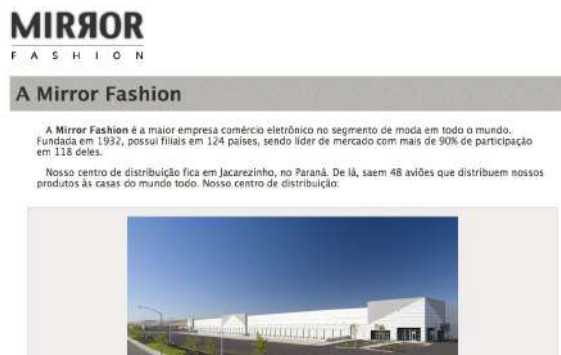 MIRROR
FASHION
A Mirror Fashion
A Mirror Fashion é a maior empresa comércio eletrônico no segmento de moda em todo o mundo.
Fundada em 1932, possui filiais em 124 países, sendo líder de mercado com mais de 90% de participação
em 118 deles.
Nosso centro de distribuição fica em Jacarezinho, no Paraná. De lá, saem 48 aviões que distribuem nossos
produtos às casas do mundo todo. Nosso centro de distribuição: